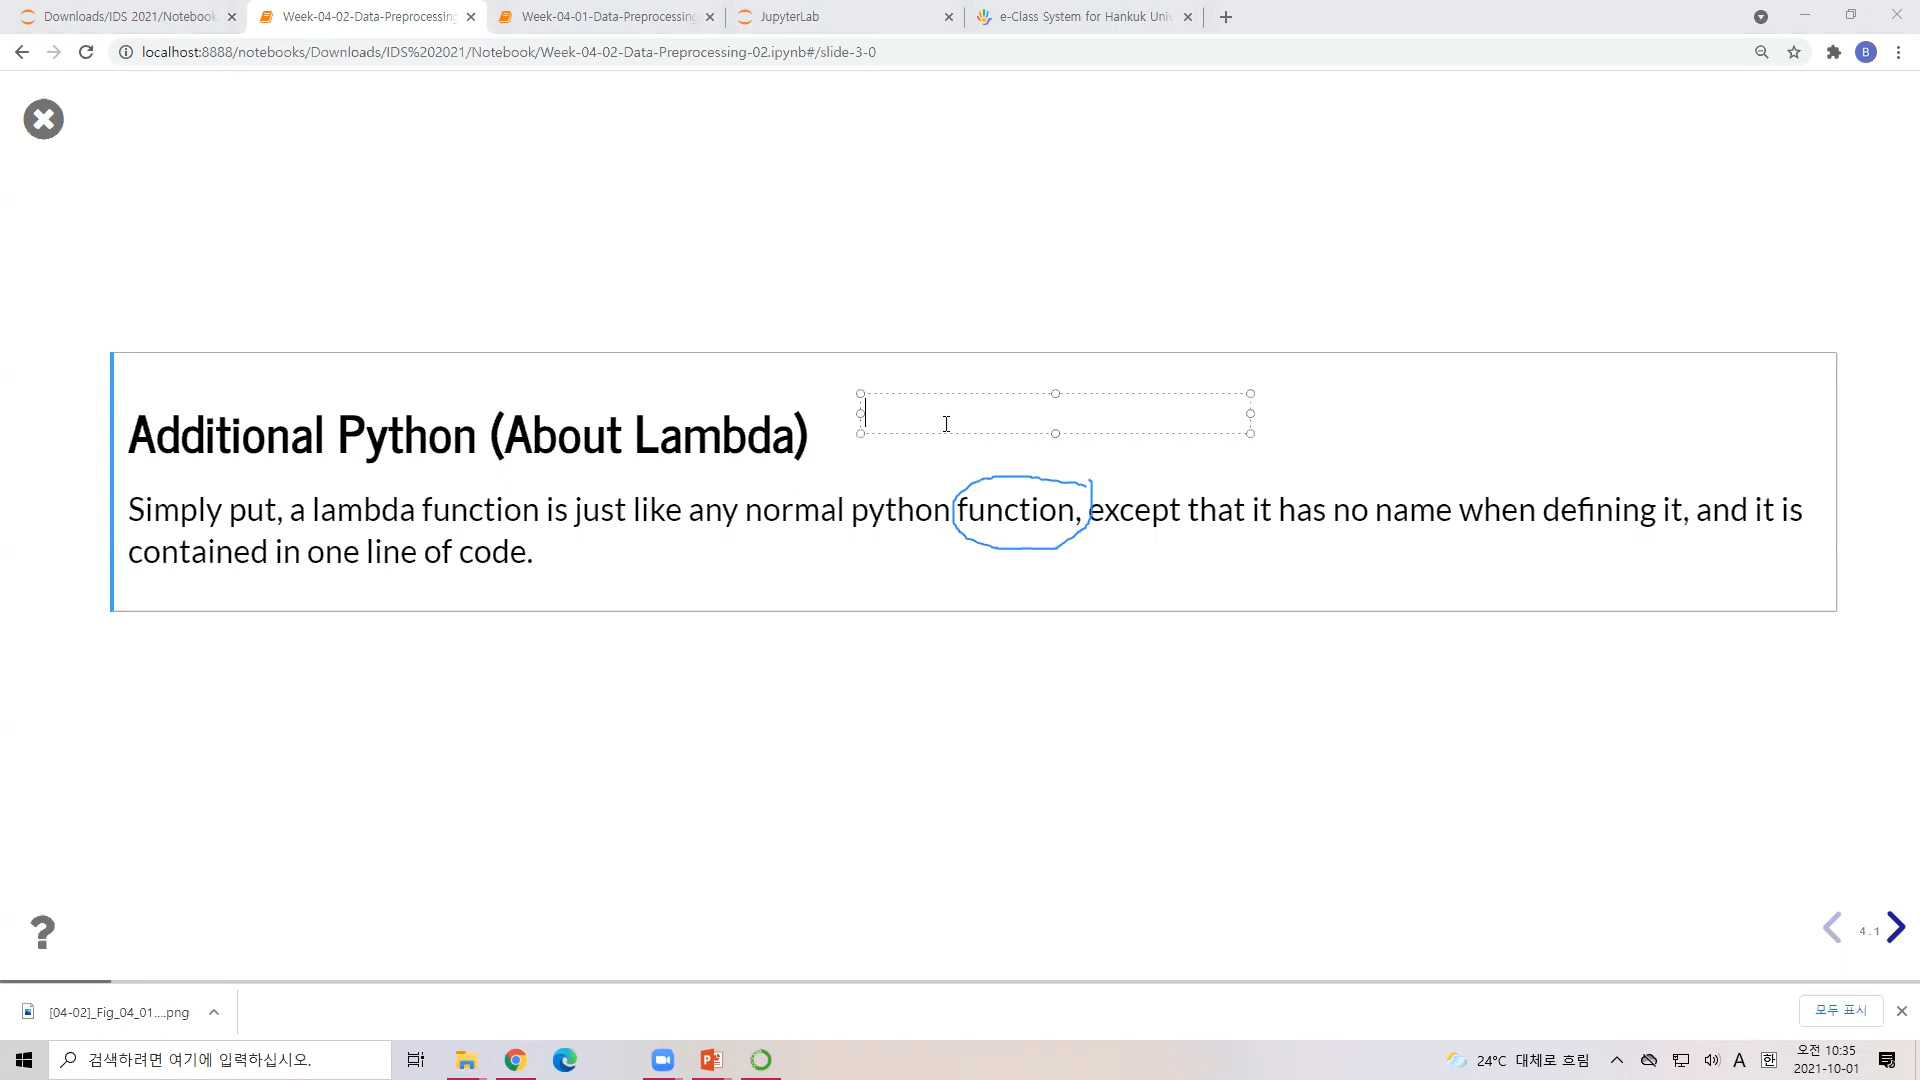 Downloads/IDS 2021/Notebook
Week-04-02-Data-Preprocessing
Week-04-01-Data-Preprocessing
JupyterLab
e-Class System for Hankuk Univ
localhost:8888/notebooks/Downloads/IDS%202021/Notebook/Week-04-02-Data-Preprocessing-02.ipynb#/slide-3-0
B
Additional Python (About Lambda)
Simply put, a lambda function is just like any normal python function, except that it has no name when defining it, and it is
contained in one line of code.
?
4.1
[04-02]_Fig_04_01....png
모두 표시
검색하려면 여기에 입력하십시오.
24°C 대체로 흐림
A
한
오전 10:35
2021-10-01